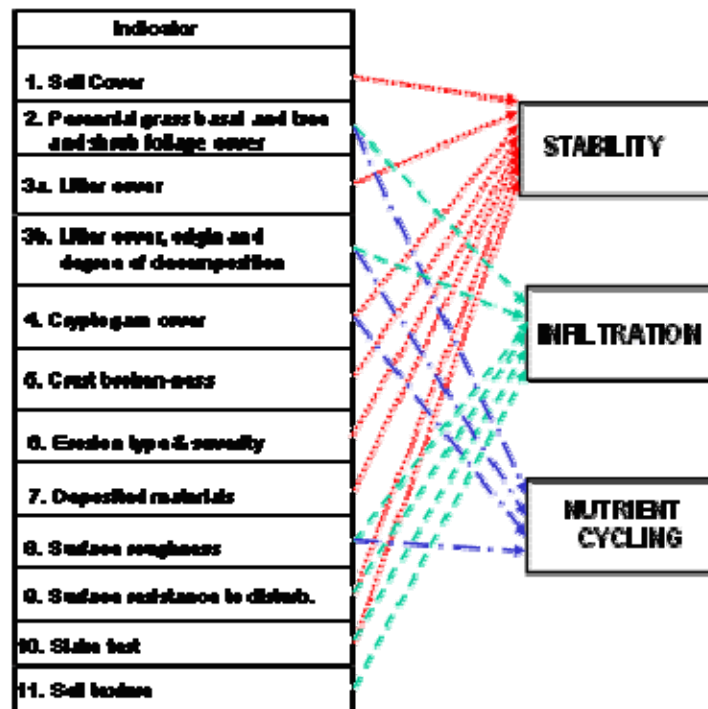 Indicator
1. Soil Cover
2. Perennial grass basal and tree
and shrub foliage cover
3a. Litter cover
3b. Litter cover, origin and
degree of decomposition
4. Cryptogam cover
5. Crust broken-ness
6. Erosion type & severity
7. Deposited materials
8. Surface roughness
9. Surface resistance to disturb.
10. Slake test
11. Soil texture
STABILITY
INFILTRATION
NUTRIENT
CYCLING